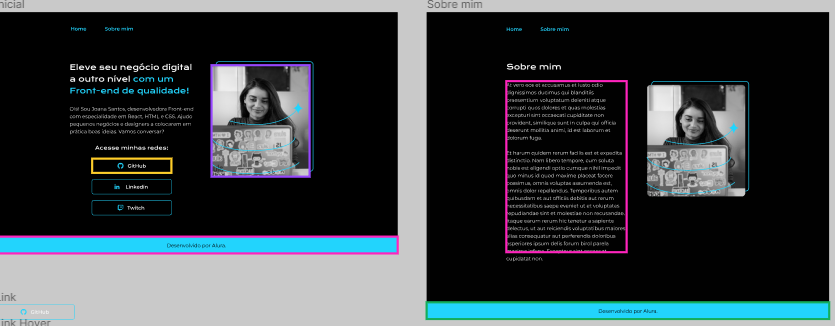 nicial
Home Sobre mim
Eleve seu negócio digital
a outro nível com um
Front-end de qualidade!
Olá! Sou Joana Santos, desenvolvedora Front-end
com especialidade em React, HTML e CSS. Ajudo
pequenos negócios e designers a colocarem em
prática boas ideias. Vamos conversar?
Acesse minhas redes:
GitHub
Linkedin
Twitch
Desenvolvido por Alura.
Link
GitHub
Link Hover
Sobre mim
Home Sobre mim
Sobre mim
At vero eos et accusamus et iusto odio
dignissimos ducimus qui blanditiis
praesentium voluptatum deleniti atque
corrupti quos dolores et quas molestias
excepturi sint occaecati cupiditate non
provident, similique sunt in culpa qui officia
deserunt mollitia animi, id est laborum et
dolorum fuga.
Et harum quidem rerum facilis est et expedita
distinctio. Nam libero tempore, cum soluta
nobis est eligendi optio cumque nihil impedit
quo minus id quod maxime placeat facere
possimus, omnis voluptas assumenda est,
omnis dolor repellendus. Temporibus autem
quibusdam et aut officiis debitis aut rerum
necessitatibus saepe eveniet ut et voluptates
repudiandae sint et molestiae non recusandae.
Itaque earum rerum hic tenetur a sapiente
delectus, ut aut reiciendis voluptatibus maiores
alias consequatur aut perferendis doloribus
asperiores
cupidatat non.
Desenvolvido por Alura.